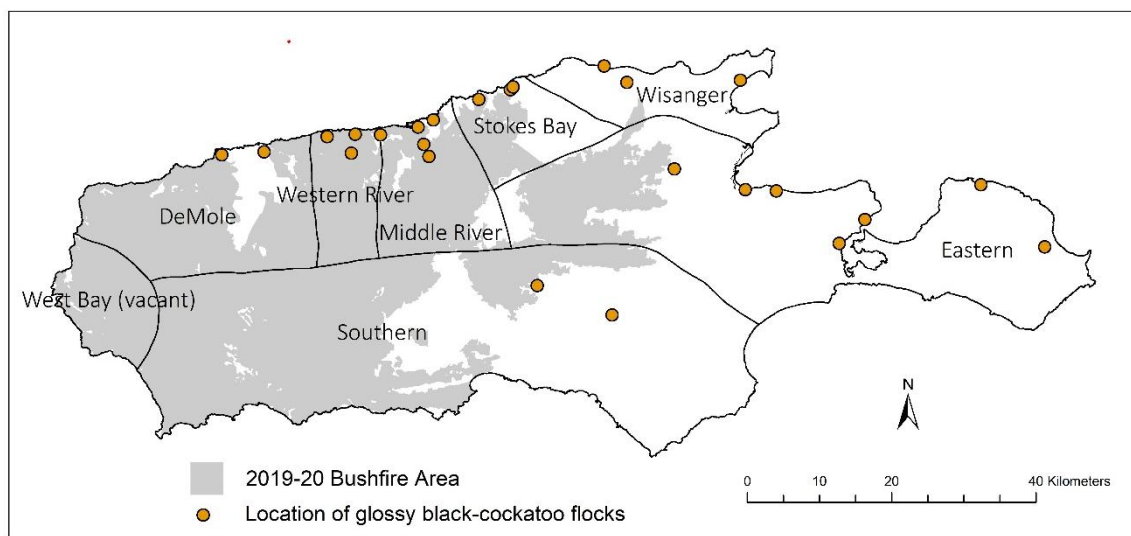 Wisanger
Stokes Bay
Western River
DeMole
Middle River
Eastern
West Bay (vacant)
Southern
N
2019-20 Bushfire Area
Location of glossy black-cockatoo flocks
0 10 20 40 Kilometers